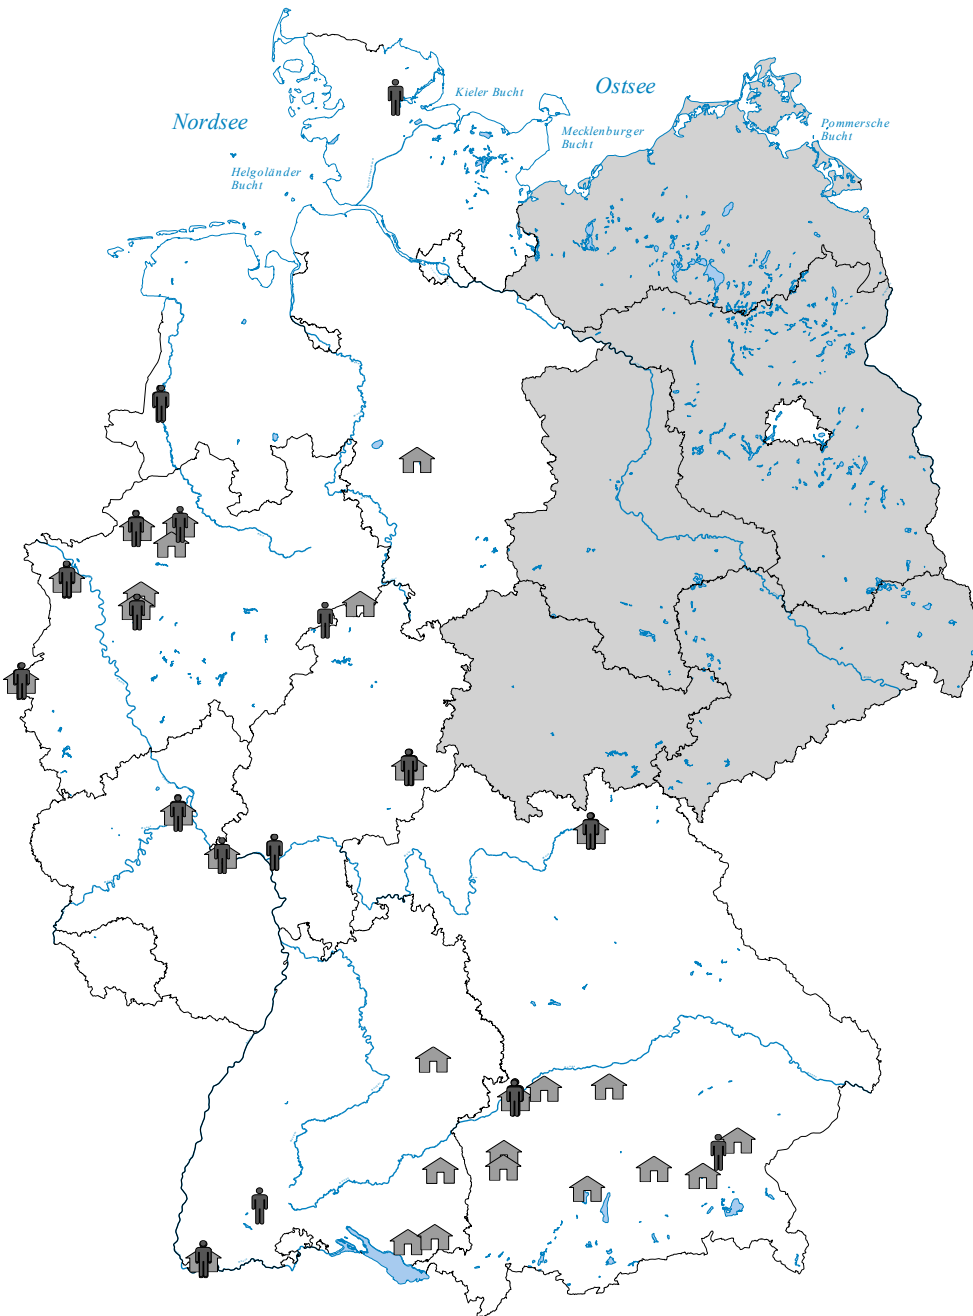 Ostsee
Kieler Bucht
Nordsee
Mecklenburger
Bucht
Pommersche
Bucht
Helgoländer
Bucht